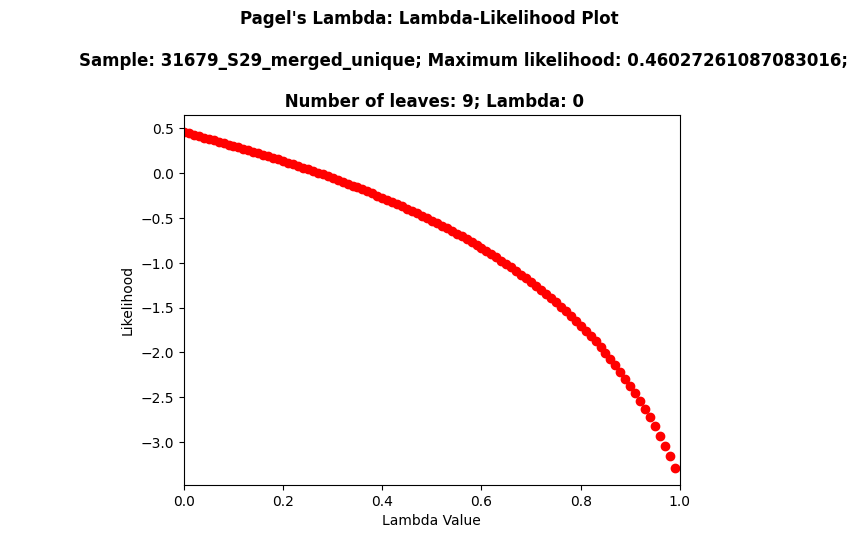 Pagel's Lambda: Lambda-Likelihood Plot
Sample: 31679_S29_merged_unique; Maximum likelihood: 0.46027261087083016;
Number of leaves: 9; Lambda: 0
0.5
0.0
−0.5
−1.0
−1.5
−2.0
−2.5
−3.0
Likelihood
0.0 0.2 0.4 0.6 0.8 1.0
Lambda Value